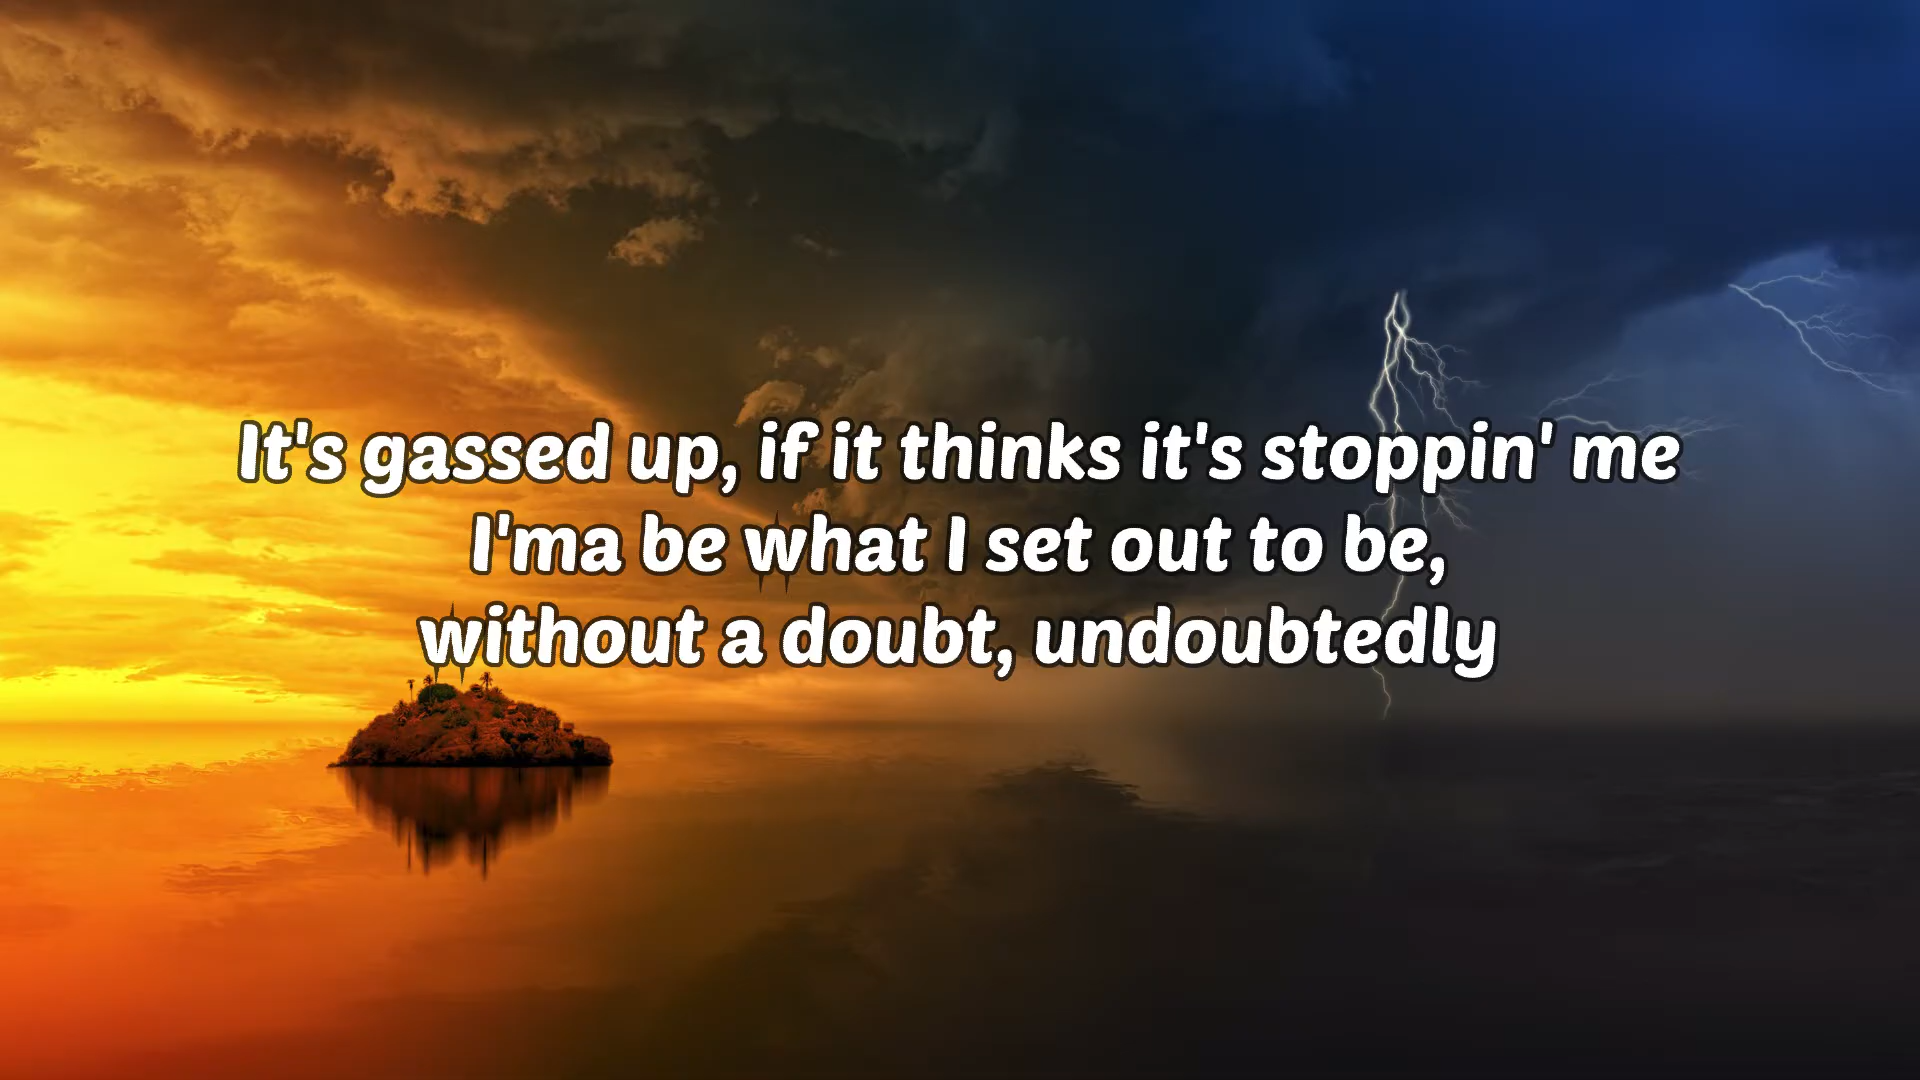 It's gassed up, if it thinks it's stoppin' me
I'ma be what I set out to be,
without a doubt, undoubtedly